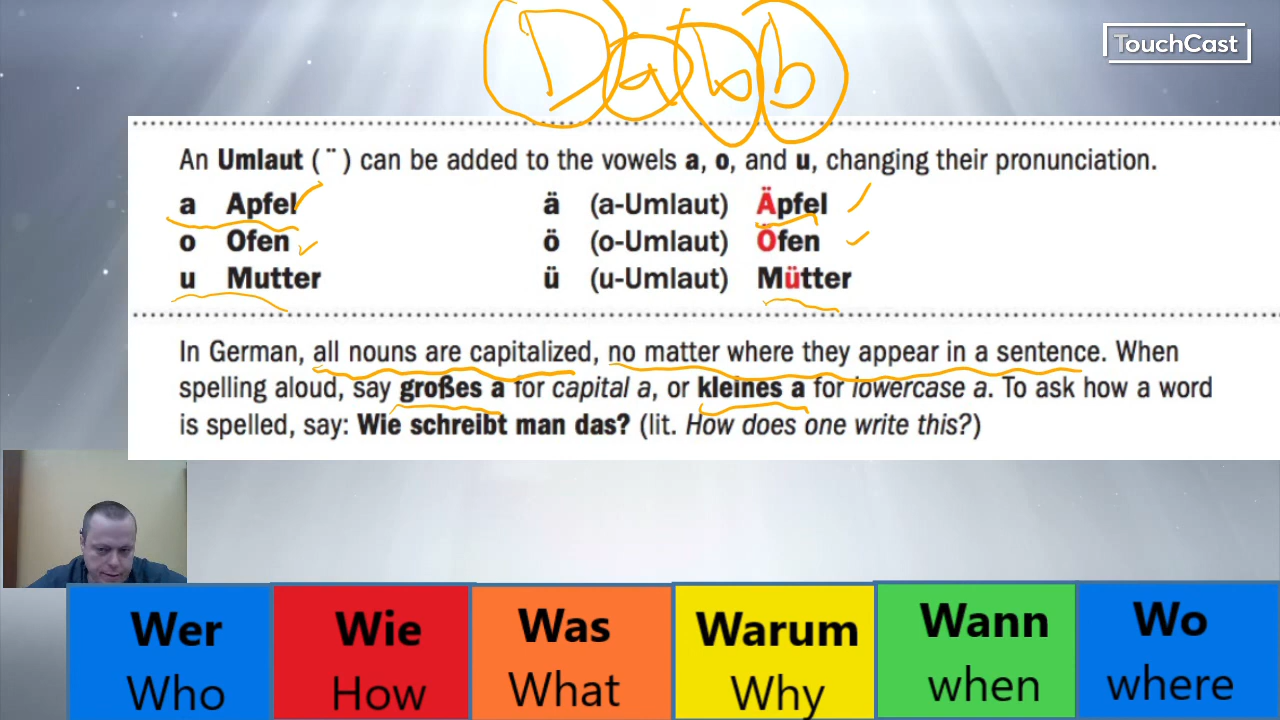 Dabb
TouchCast
An Umlaut (¨) can be added to the vowels a, o, and u, changing their pronunciation.
a Apfel ä (a-Umlaut) Äpfel
o Ofen ö (o-Umlaut) Öfen
u Mutter ü (u-Umlaut) Mütter
In German, all nouns are capitalized, no matter where they appear in a sentence. When
spelling aloud, say großes a for capital a, or kleines a for lowercase a. To ask how a word
is spelled, say: Wie schreibt man das? (lit. How does one write this?)
Wer Wie Was Warum Wann Wo
Who How What Why when where